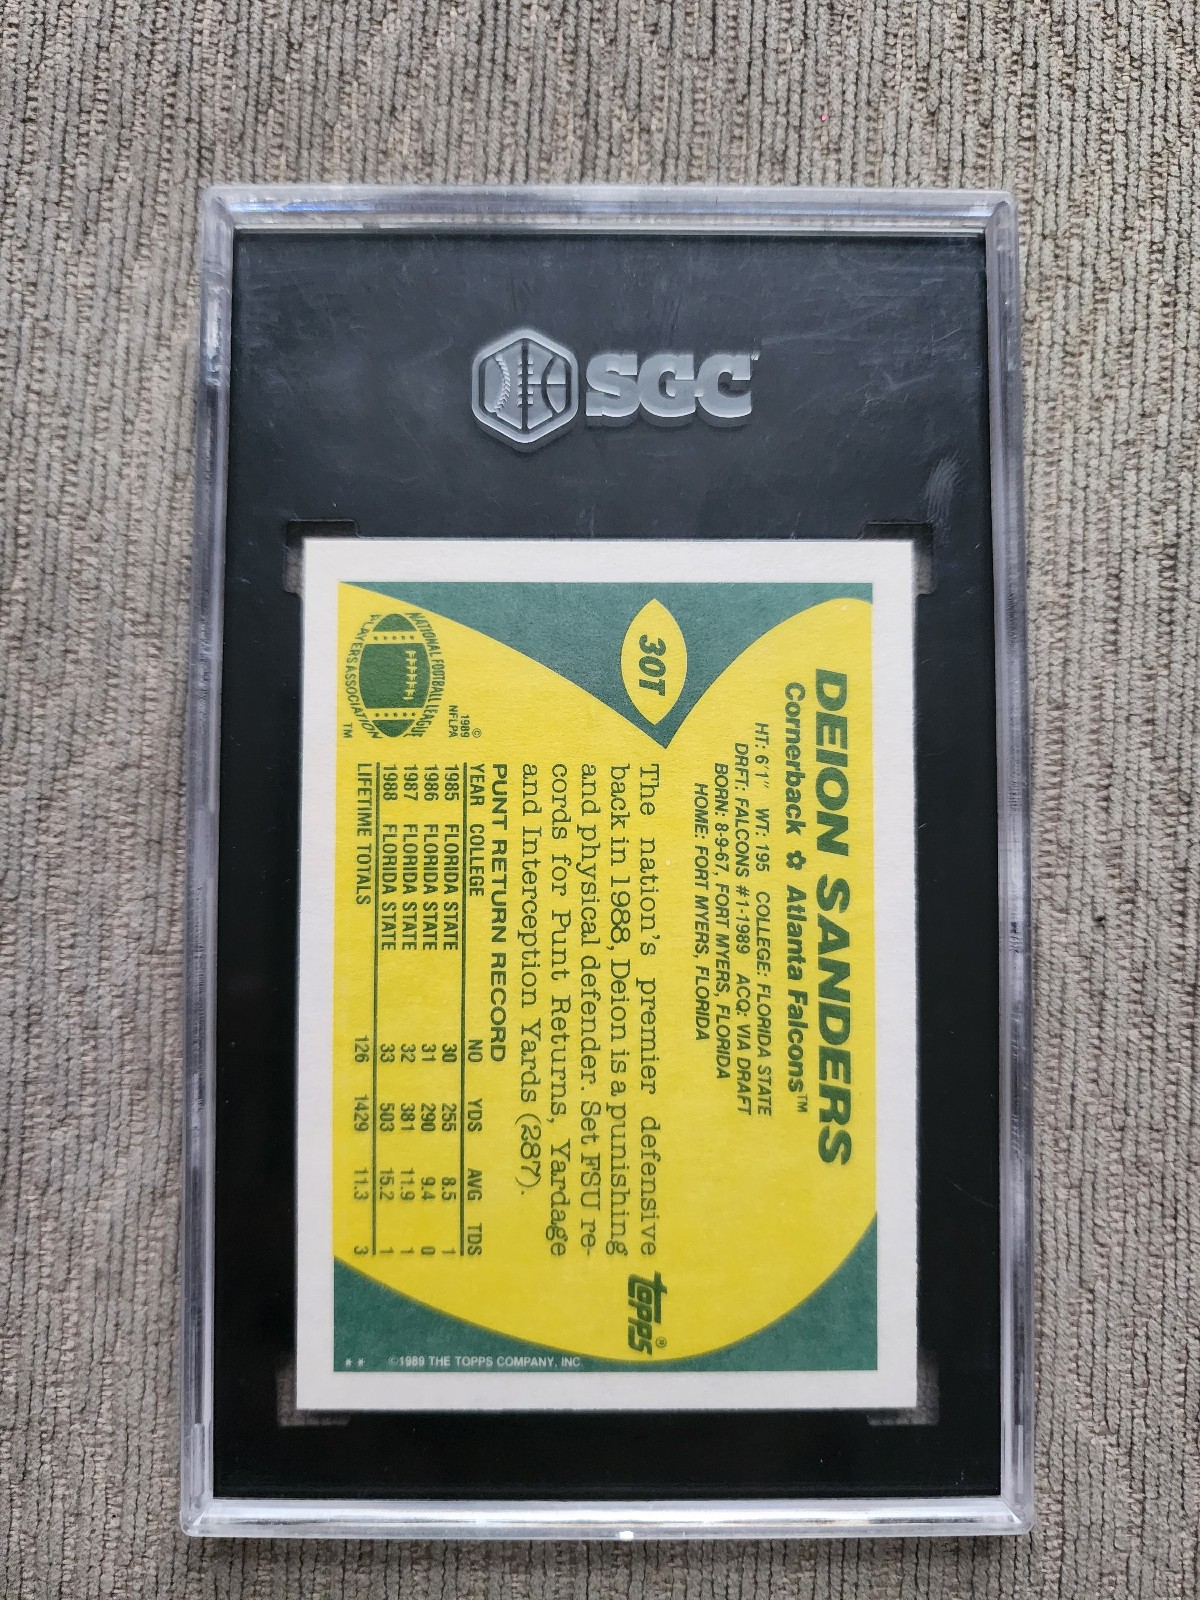 SGC
30T
DEION SANDERS
Cornerback ✿ Atlanta Falcons™
HT: 6'1" WT: 195 COLLEGE: FLORIDA STATE
DRFT: FALCONS #1-1989 ACQ: VIA DRAFT
BORN: 8-9-67, FORT MYERS, FLORIDA
HOME: FORT MYERS, FLORIDA
The nation's premier defensive
back in 1988, Deion is a punishing
and physical defender. Set FSU re-
cords for Punt Returns, Yardage
and Interception Yards (287).
TOPPS®
PUNT RETURN RECORD
YEAR COLLEGE NO YDS AVG TDS
1985 FLORIDA STATE 30 255 8.5 1
1986 FLORIDA STATE 31 290 9.4 0
1987 FLORIDA STATE 32 381 11.9 1
1988 FLORIDA STATE 33 503 15.2 1
LIFETIME TOTALS 126 1429 11.3 3
©
1989
NFLPA
NATIONAL FOOTBALL LEAGUE
PLAYERS ASSOCIATION
™
** ©1989 THE TOPPS COMPANY, INC